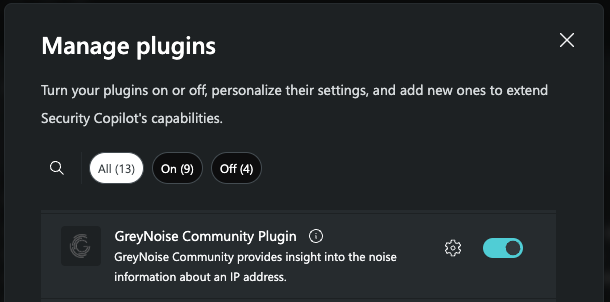 Manage plugins
Turn your plugins on or off, personalize their settings, and add new ones to extend
Security Copilot's capabilities.
All (13) On (9) Off (4)
GreyNoise Community Plugin
GreyNoise Community provides insight into the noise
information about an IP address.